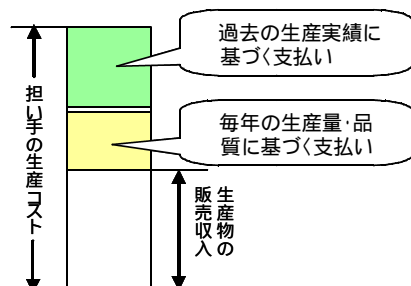 過去の生産実績に
基づく支払い
毎年の生産量・品
質に基づく支払い
担い手の生産コスト
生産物の
販売収入